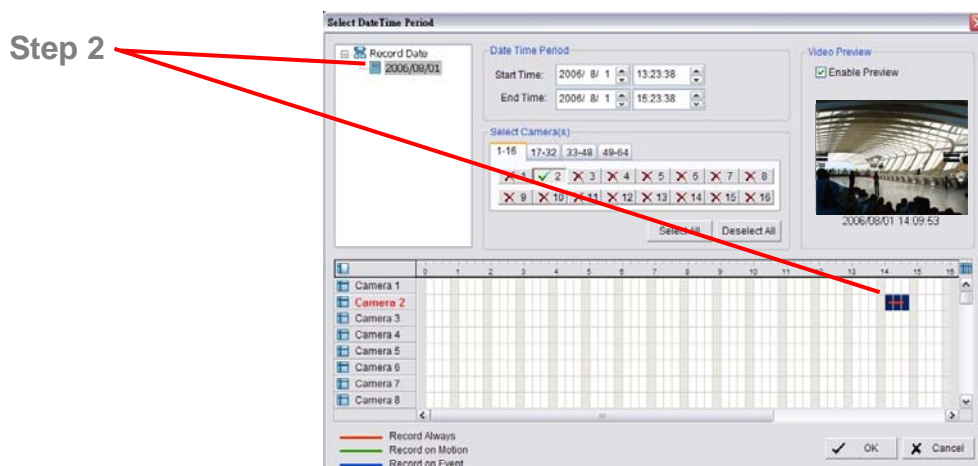 Select DateTime Period
Step 2
Record Date
2006/08/01
Date Time Period
Start Time: 2006/ 8/ 1 13:23:38
End Time: 2006/ 8/ 1 15:23:38
Select Camera(s)
1-16 17-32 33-48 49-64
1 2 3 4 5 6 7 8
9 10 11 12 13 14 15 16
Select All Deselect All
Video Preview
Enable Preview
2006/08/01 14:09:53
0 1 2 3 4 5 6 7 8 9 10 11 12 13 14 15 16
Camera 1
Camera 2
Camera 3
Camera 4
Camera 5
Camera 6
Camera 7
Camera 8
Record Always
Record on Motion
Record on Event
OK Cancel